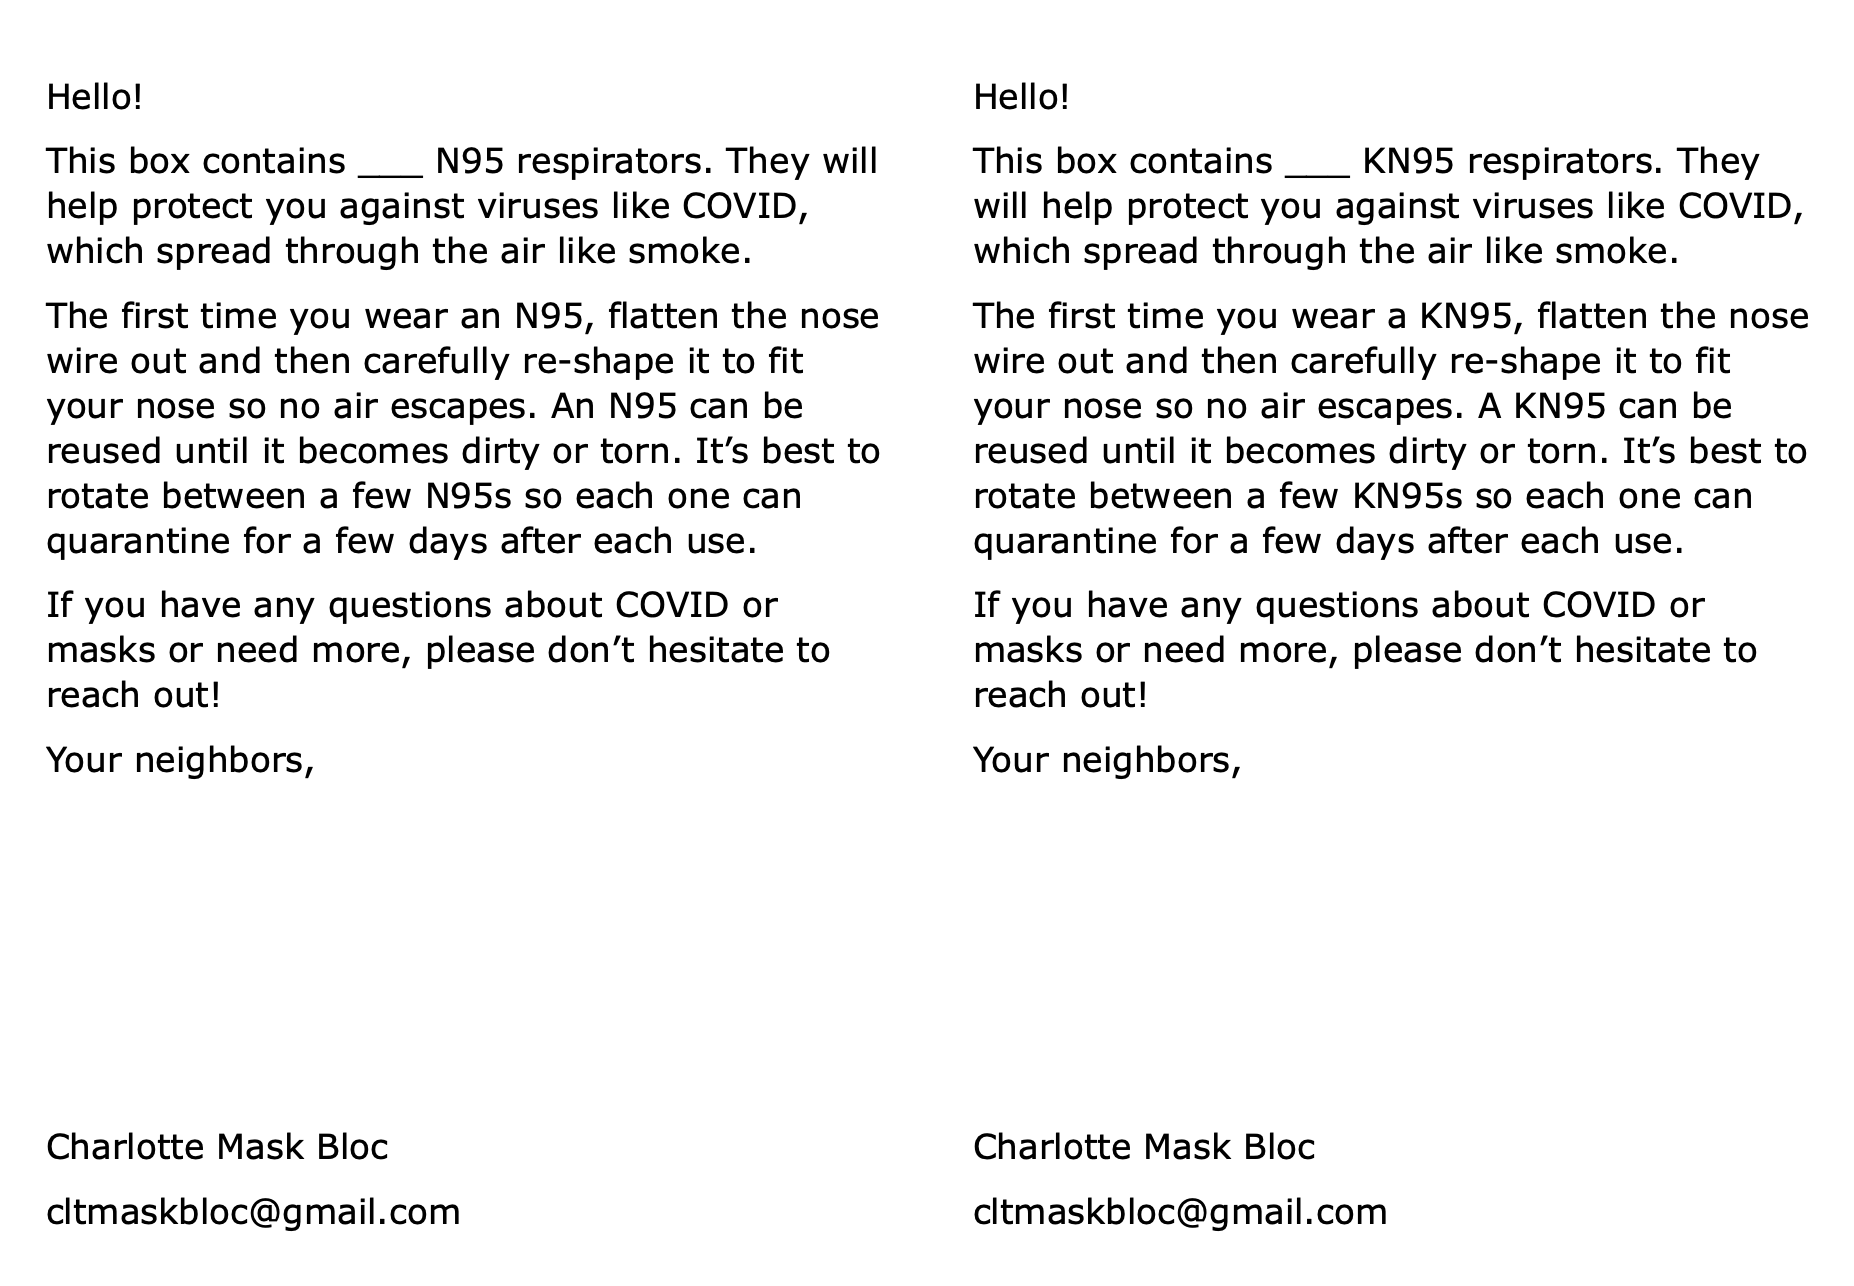 Hello!
This box contains ___ N95 respirators. They will
help protect you against viruses like COVID,
which spread through the air like smoke.
The first time you wear an N95, flatten the nose
wire out and then carefully re-shape it to fit
your nose so no air escapes. An N95 can be
reused until it becomes dirty or torn. It’s best to
rotate between a few N95s so each one can
quarantine for a few days after each use.
If you have any questions about COVID or
masks or need more, please don’t hesitate to
reach out!
Your neighbors,
Charlotte Mask Bloc
cltmaskbloc@gmail.com
Hello!
This box contains ___ KN95 respirators. They
will help protect you against viruses like COVID,
which spread through the air like smoke.
The first time you wear a KN95, flatten the nose
wire out and then carefully re-shape it to fit
your nose so no air escapes. A KN95 can be
reused until it becomes dirty or torn. It’s best to
rotate between a few KN95s so each one can
quarantine for a few days after each use.
If you have any questions about COVID or
masks or need more, please don’t hesitate to
reach out!
Your neighbors,
Charlotte Mask Bloc
cltmaskbloc@gmail.com